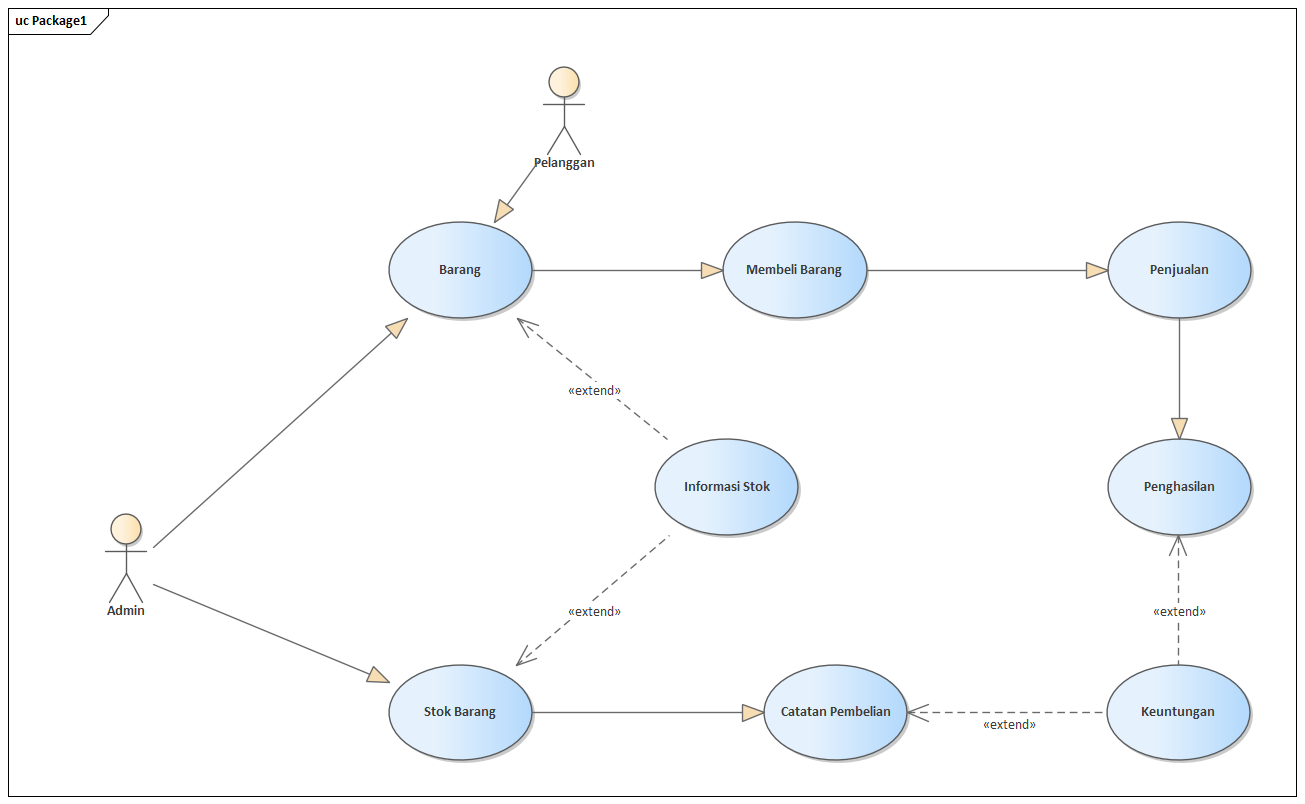 uc Package1
Pelanggan
Barang
Membeli Barang
Penjualan
«extend»
Informasi Stok
Penghasilan
Admin
«extend»
«extend»
Stok Barang
Catatan Pembelian
«extend»
Keuntungan